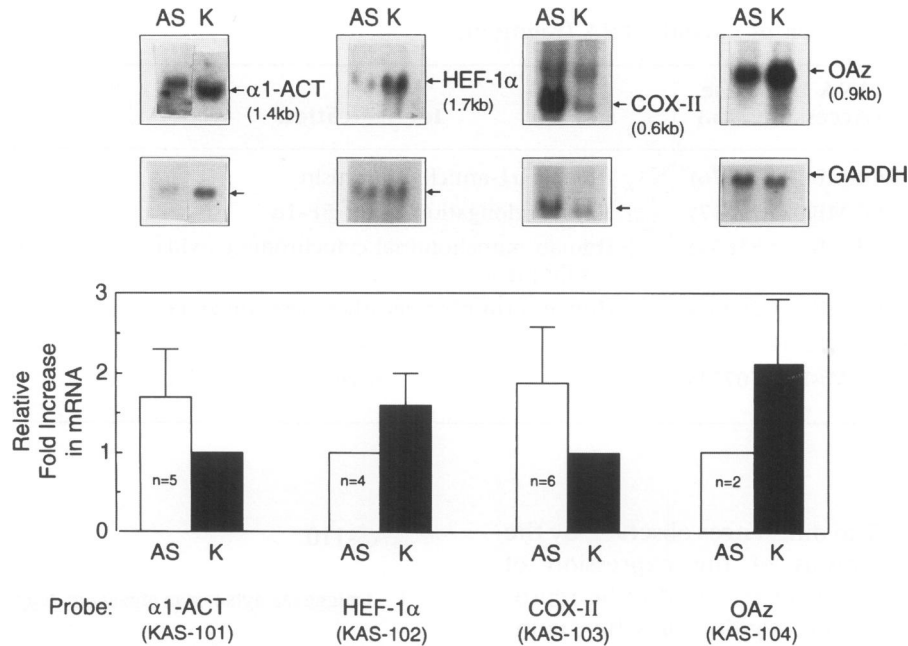 AS K AS K AS K AS K
α1-ACT
(1.4kb)
HEF-1α
(1.7kb)
COX-II
(0.6kb)
OAz
(0.9kb)
GAPDH
Relative
Fold Increase
in mRNA
3
2
1
0
n=5 n=4 n=6 n=2
AS K AS K AS K AS K
Probe: α1-ACT HEF-1α COX-II OAz
(KAS-101) (KAS-102) (KAS-103) (KAS-104)